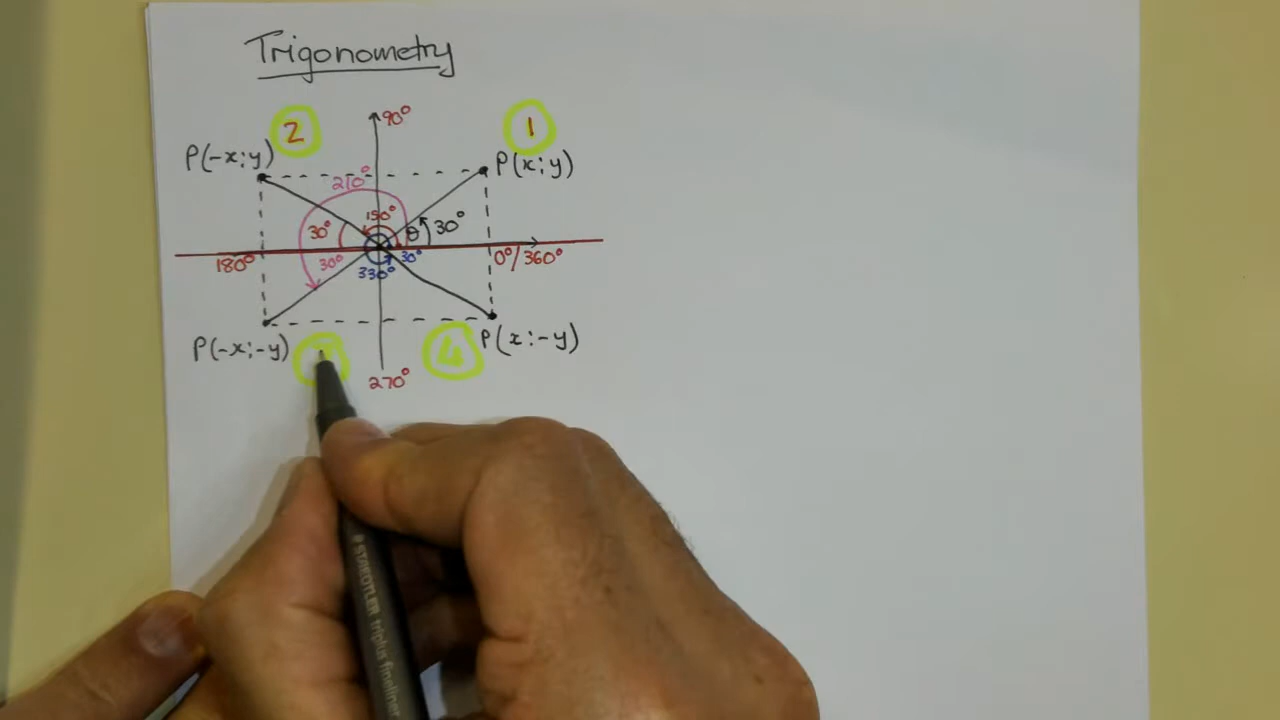 Trigonometry
90°
2
1
P(-x;y)
P(x;y)
210°
150°
30°
θ
30°
180°
30°
330°
30°
0°/360°
P(-x;-y)
4
P(x;-y)
270°
STAEDTLER triplus fineliner